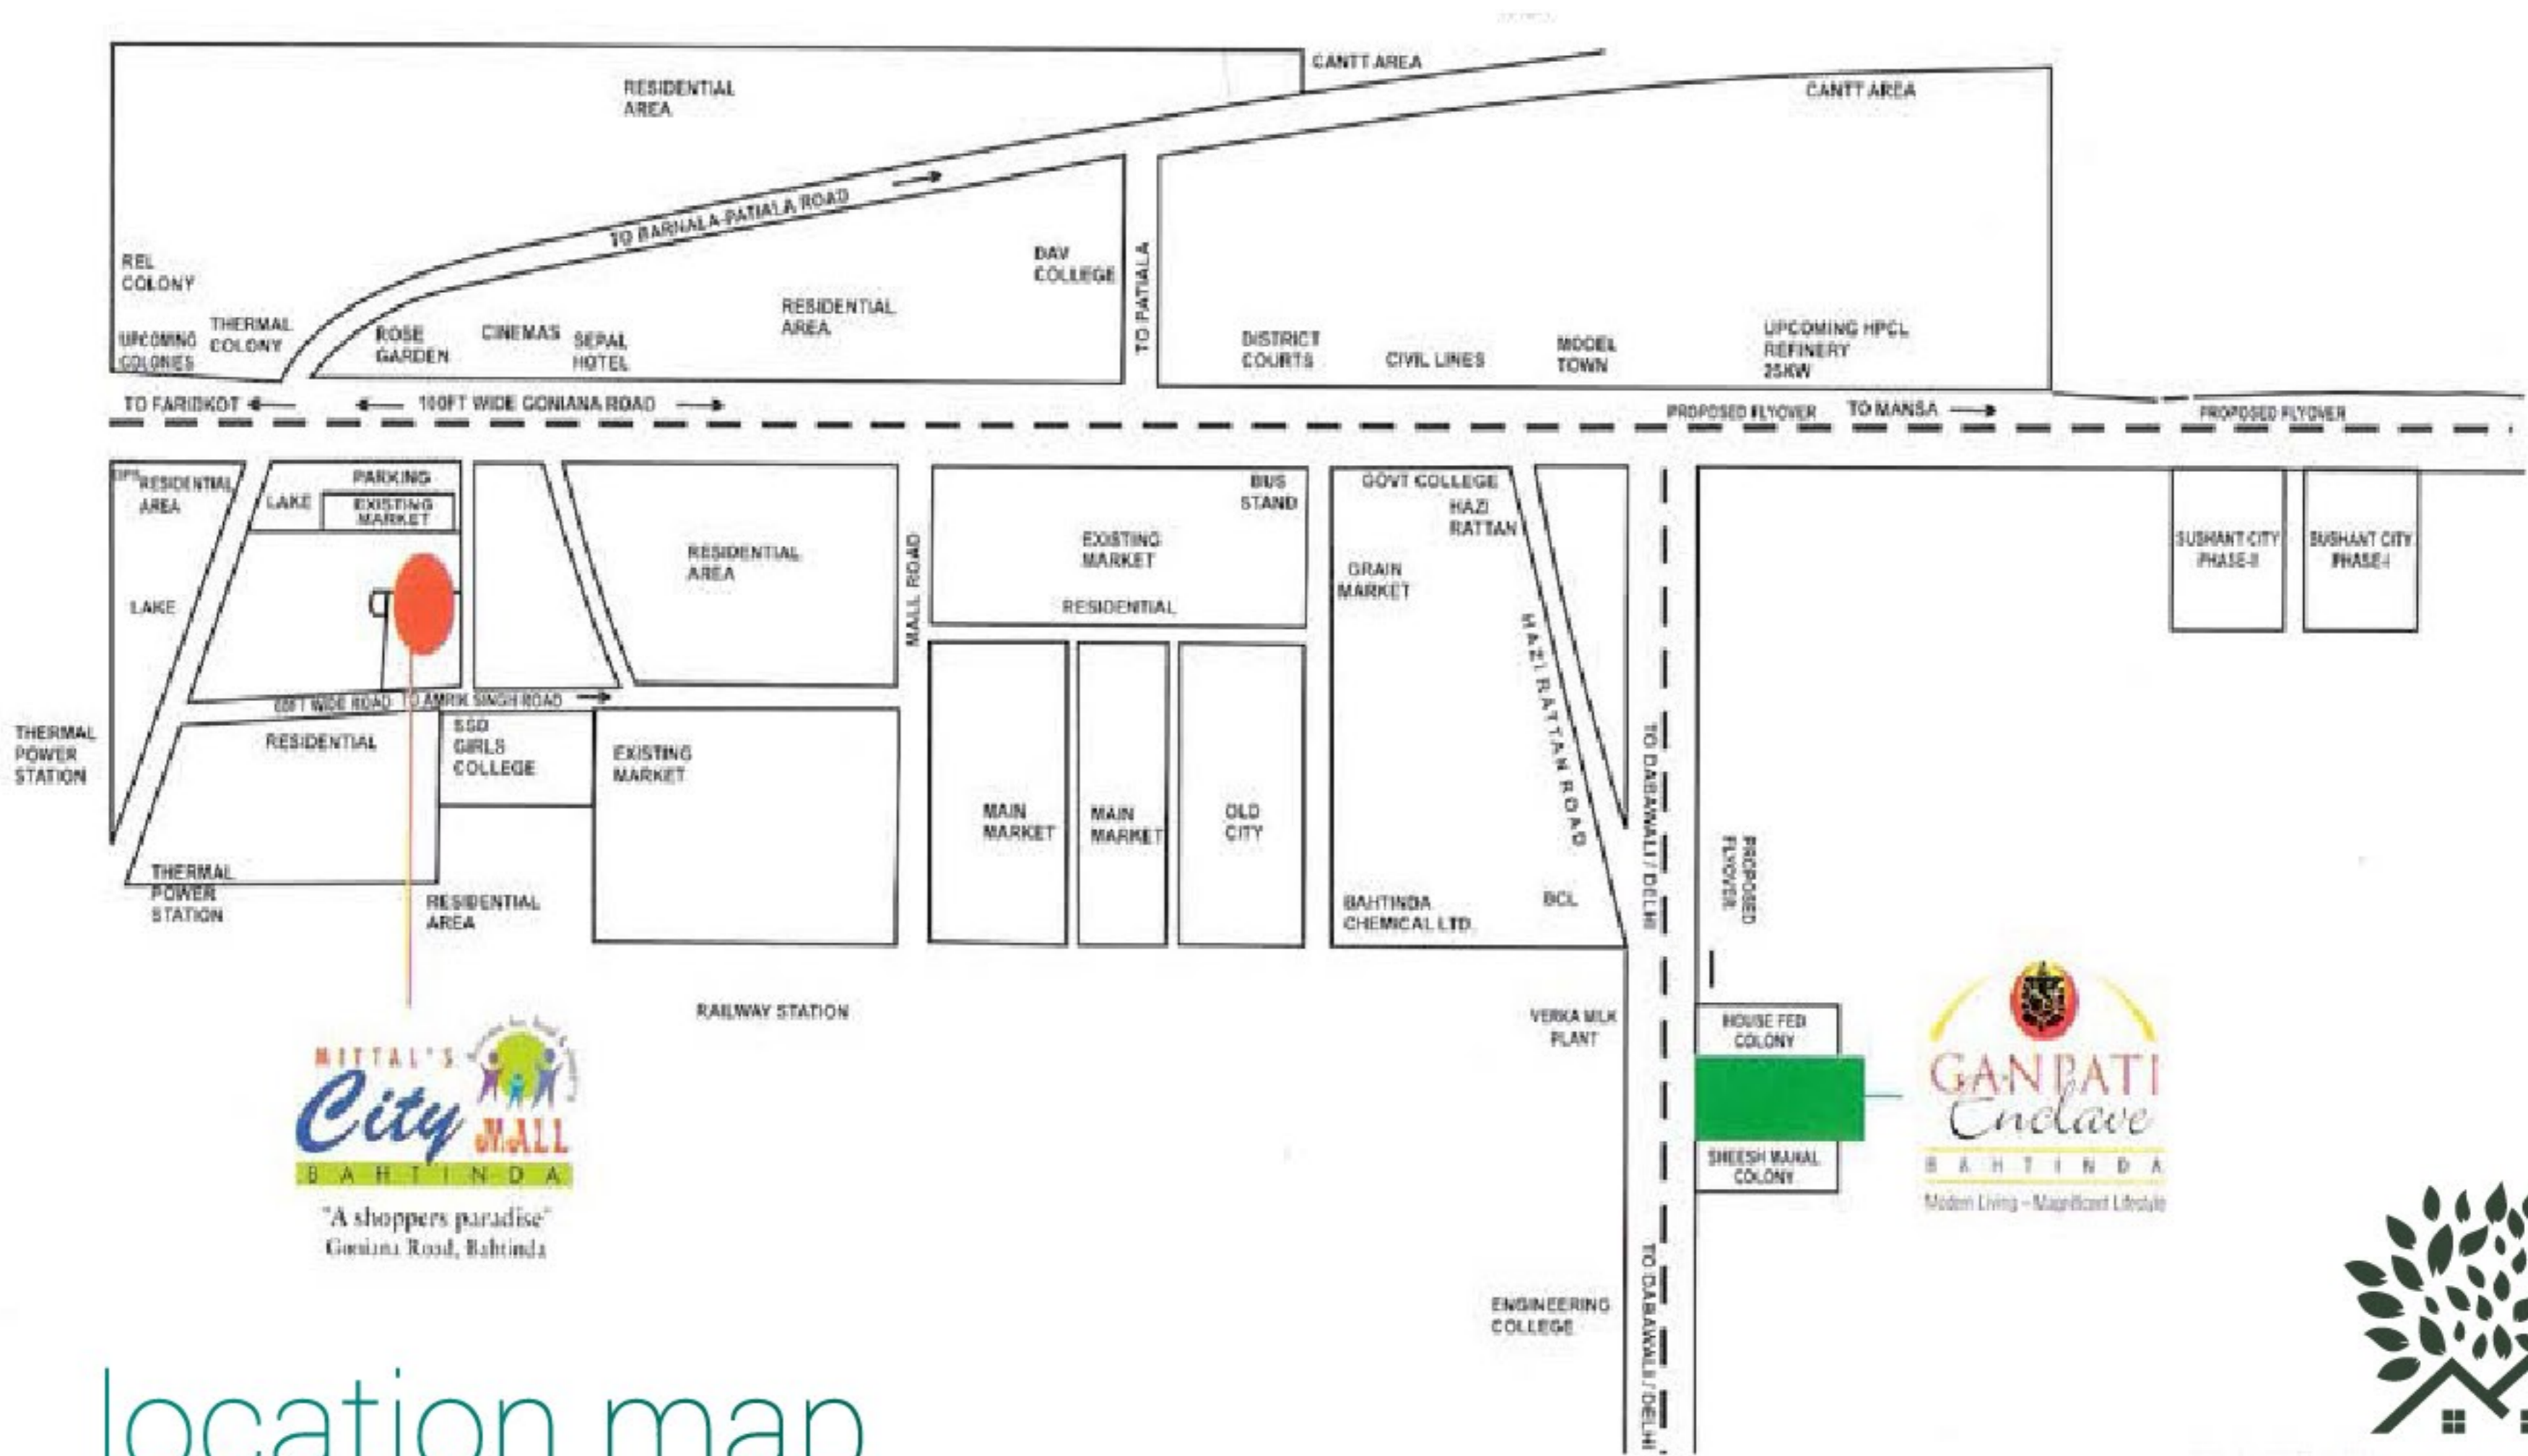 CANTT AREA
RESIDENTIAL
AREA
CANTT AREA
TO BARNALA-PATIALA ROAD
REL
COLONY
DAV
COLLEGE
TO PATIALA
UPCOMING
COLONIES
THERMAL
COLONY
ROSE
GARDEN
CINEMAS
SEPAL
HOTEL
RESIDENTIAL
AREA
DISTRICT
COURTS
CIVIL LINES
MODEL
TOWN
UPCOMING HPCL
REFINERY
25KW
TO FARIDKOT
100FT WIDE GONIANA ROAD
PROPOSED FLYOVER
TO MANSA
PROPOSED FLYOVER
RESIDENTIAL
AREA
LAKE
PARKING
EXISTING
MARKET
LAKE
RESIDENTIAL
AREA
MALL ROAD
BUS
STAND
EXISTING
MARKET
RESIDENTIAL
GOVT COLLEGE
HAZI
RATTAN
GRAIN
MARKET
HAZI RATTAN ROAD
SUSHANT CITY
PHASE-II
SUSHANT CITY
PHASE-I
60FT WIDE ROAD TO AMRIK SINGH ROAD
THERMAL
POWER
STATION
RESIDENTIAL
SSD
GIRLS
COLLEGE
EXISTING
MARKET
MAIN
MARKET
MAIN
MARKET
OLD
CITY
TO DABAWALI / DELHI
PROPOSED
FLYOVER
THERMAL
POWER
STATION
RESIDENTIAL
AREA
BAHTINDA
CHEMICAL LTD.
BCL
RAILWAY STATION
VERKA MILK
PLANT
HOUSE FED
COLONY
SHEESH MAHAL
COLONY
GANPATI
Enclave
BAHTINDA
Modern Living – Magnificent Lifestyle
MITTAL'S
City MALL
BAHTINDA
"A shoppers paradise"
Goniana Road, Bahtinda
ENGINEERING
COLLEGE
TO DABAWALI / DELHI
location map